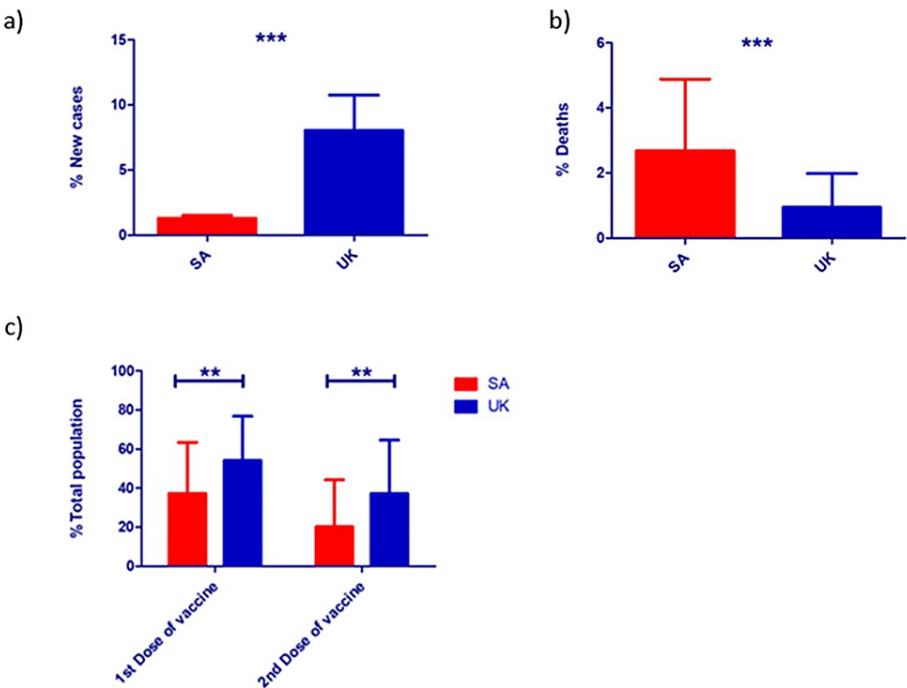 a)
15
10
5
0
% New cases
***
SA
UK
b)
6
4
2
0
% Deaths
***
SA
UK
c)
100
80
60
40
20
0
% Total population
**
**
1st Dose of vaccine
2nd Dose of vaccine
SA
UK